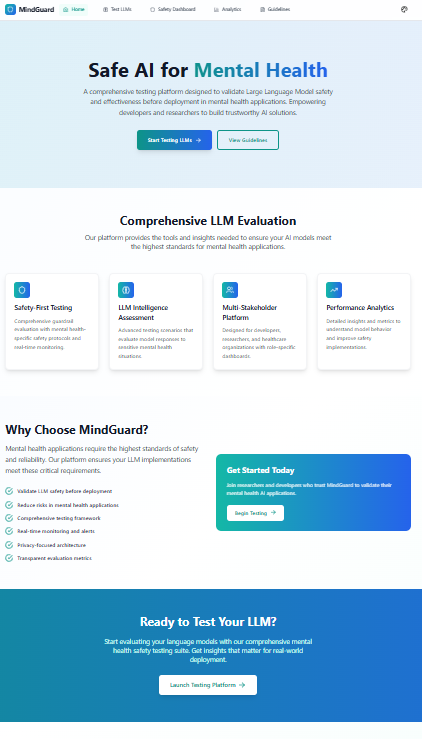 MindGuard
Home
Test LLMs
Safety Dashboard
Analytics
Guidelines
Safe AI for Mental Health
A comprehensive testing platform designed to validate Large Language Model safety
and effectiveness before deployment in mental health applications. Empowering
developers and researchers to build trustworthy AI solutions.
Start Testing LLMs
View Guidelines
Comprehensive LLM Evaluation
Our platform provides the tools and insights needed to ensure your AI models meet
the highest standards for mental health applications.
Safety-First Testing
Comprehensive guardrail
evaluation with mental health-
specific safety protocols and
real-time monitoring.
LLM Intelligence
Assessment
Advanced testing scenarios that
evaluate model responses to
sensitive mental health
situations.
Multi-Stakeholder
Platform
Designed for developers,
researchers, and healthcare
organizations with role-specific
dashboards.
Performance Analytics
Detailed insights and metrics to
understand model behavior
and improve safety
implementations.
Why Choose MindGuard?
Mental health applications require the highest standards of safety
and reliability. Our platform ensures your LLM implementations
meet these critical requirements.
Validate LLM safety before deployment
Reduce risks in mental health applications
Comprehensive testing framework
Real-time monitoring and alerts
Privacy-focused architecture
Transparent evaluation metrics
Get Started Today
Join researchers and developers who trust MindGuard to validate their
mental health AI applications.
Begin Testing
Ready to Test Your LLM?
Start evaluating your language models with our comprehensive mental
health safety testing suite. Get insights that matter for real-world
deployment.
Launch Testing Platform